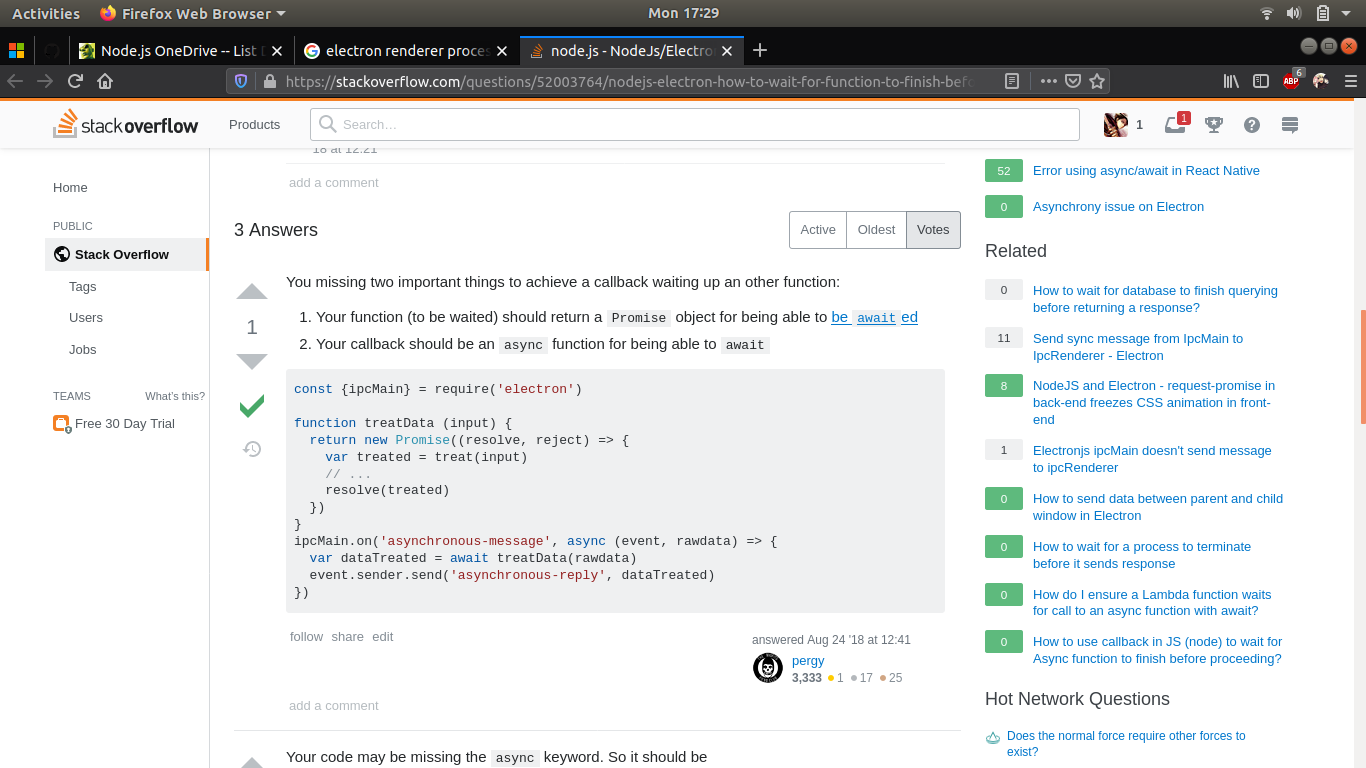 Activities
Firefox Web Browser
Mon 17:29
Node.js OneDrive -- List
electron renderer proces
node.js - NodeJs/Electro
https://stackoverflow.com/questions/52003764/nodejs-electron-how-to-wait-for-function-to-finish-befo
ABP
6
stackoverflow
Products
Search…
1
1
18 at 12:21
add a comment
Home
PUBLIC
Stack Overflow
Tags
Users
Jobs
TEAMS
What's this?
Free 30 Day Trial
3 Answers
Active
Oldest
Votes
1
You missing two important things to achieve a callback waiting up an other function:
1. Your function (to be waited) should return a Promise object for being able to be awaited
2. Your callback should be an async function for being able to await
const {ipcMain} = require('electron')
function treatData (input) {
return new Promise((resolve, reject) => {
var treated = treat(input)
// ...
resolve(treated)
})
}
ipcMain.on('asynchronous-message', async (event, rawdata) => {
var dataTreated = await treatData(rawdata)
event.sender.send('asynchronous-reply', dataTreated)
})
follow share edit
answered Aug 24 '18 at 12:41
pergy
3,333 1 17 25
add a comment
Your code may be missing the async keyword. So it should be
52 Error using async/await in React Native
0 Asynchrony issue on Electron
Related
0 How to wait for database to finish querying
before returning a response?
11 Send sync message from IpcMain to
IpcRenderer - Electron
8 NodeJS and Electron - request-promise in
back-end freezes CSS animation in front-
end
1 Electronjs ipcMain doesn't send message
to ipcRenderer
0 How to send data between parent and child
window in Electron
0 How to wait for a process to terminate
before it sends response
0 How do I ensure a Lambda function waits
for call to an async function with await?
0 How to use callback in JS (node) to wait for
Async function to finish before proceeding?
Hot Network Questions
Does the normal force require other forces to
exist?